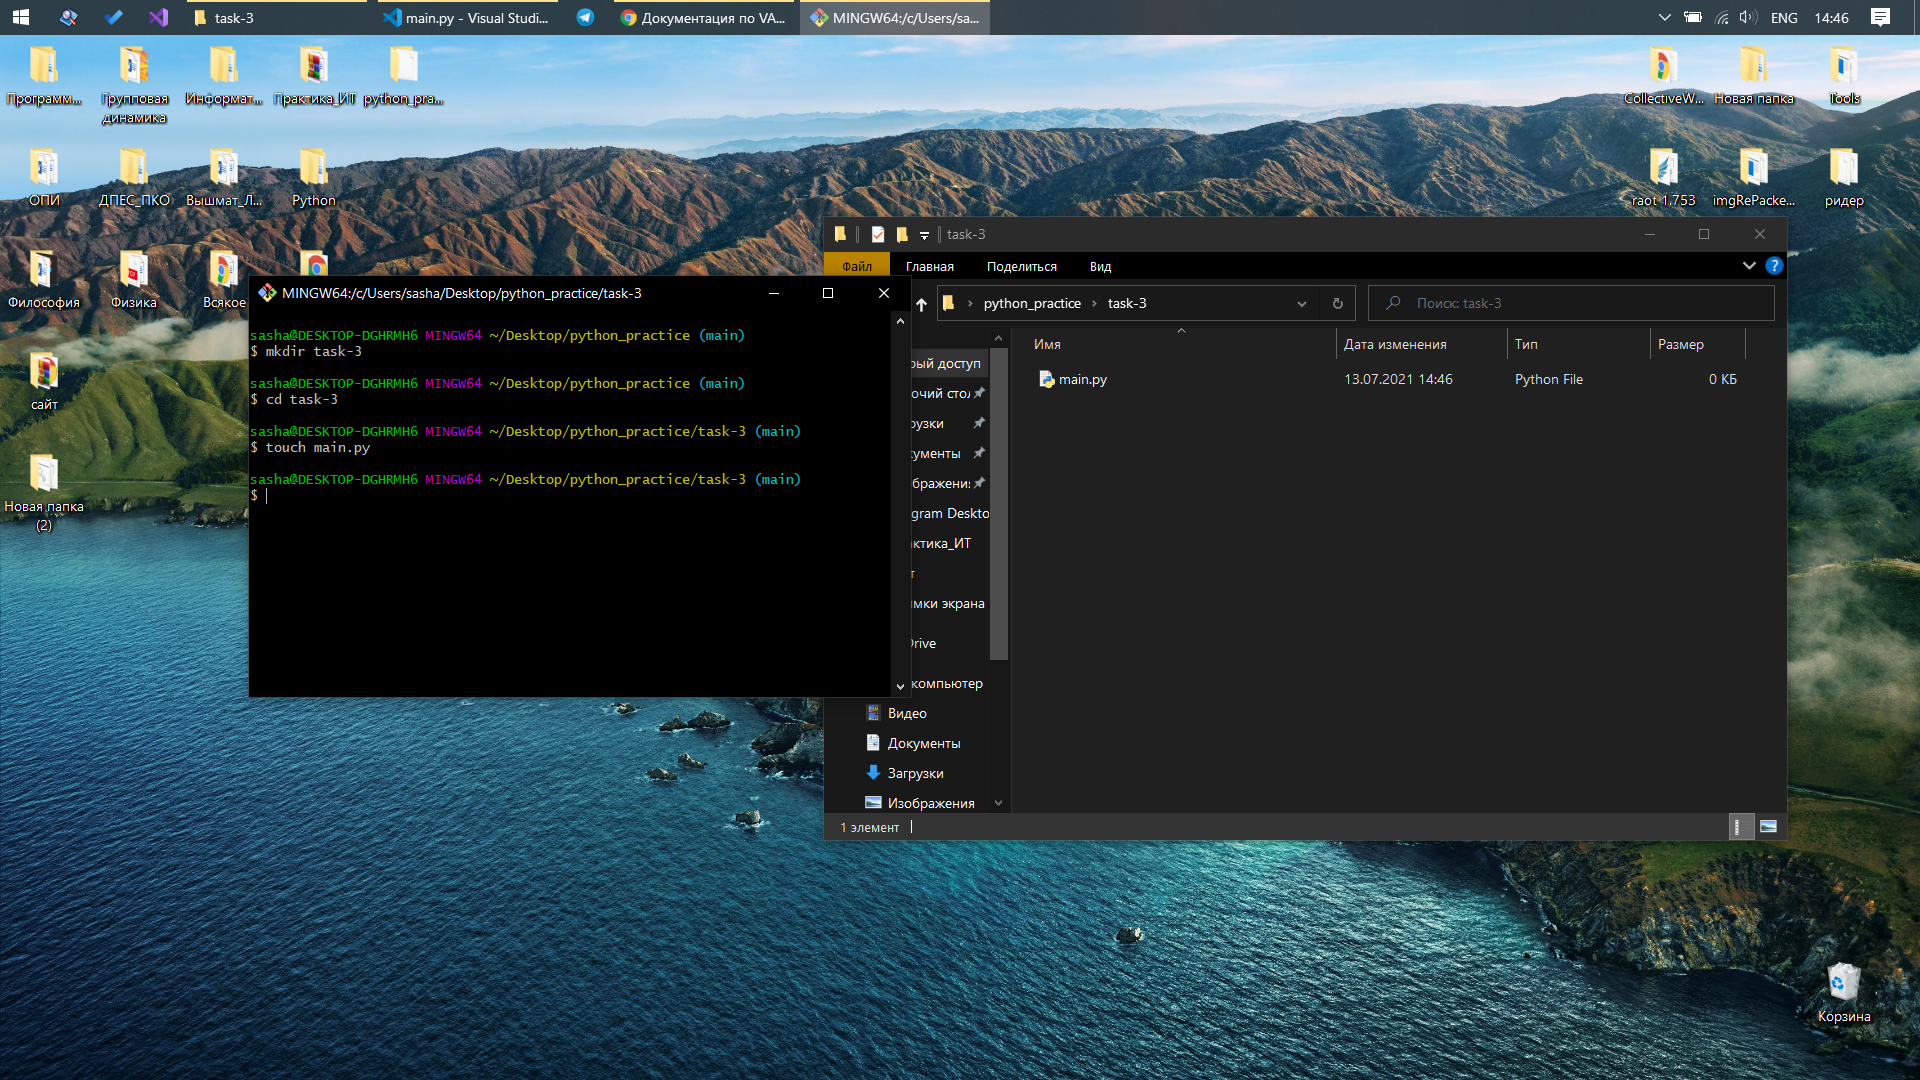 task-3
main.py - Visual Studi...
Документация по VA...
MINGW64:/c/Users/sa...
ENG
14:46
Программ...
Групповая динамика
Информат...
Практика_ИТ
python_pra...
CollectiveW...
Новая папка
Tools
ОПИ
ДПЕС_ПКО
Вышмат_Л...
Python
raot 1.753
imgRePacke...
ридер
Философия
Физика
Всякое
сайт
Новая папка (2)
MINGW64:/c/Users/sasha/Desktop/python_practice/task-3
sasha@DESKTOP-DGHRMH6 MINGW64 ~/Desktop/python_practice (main)
$ mkdir task-3
sasha@DESKTOP-DGHRMH6 MINGW64 ~/Desktop/python_practice (main)
$ cd task-3
sasha@DESKTOP-DGHRMH6 MINGW64 ~/Desktop/python_practice/task-3 (main)
$ touch main.py
sasha@DESKTOP-DGHRMH6 MINGW64 ~/Desktop/python_practice/task-3 (main)
$
task-3
Файл
Главная
Поделиться
Вид
?
python_practice › task-3
Поиск: task-3
Имя
Дата изменения
Тип
Размер
main.py
13.07.2021 14:46
Python File
0 КБ
рый доступ
очий стол
рузки
ументы
бражения
gram Deskto
ктика_ИТ
т
имки экрана
Drive
компьютер
Видео
Документы
Загрузки
Изображения
1 элемент
Корзина